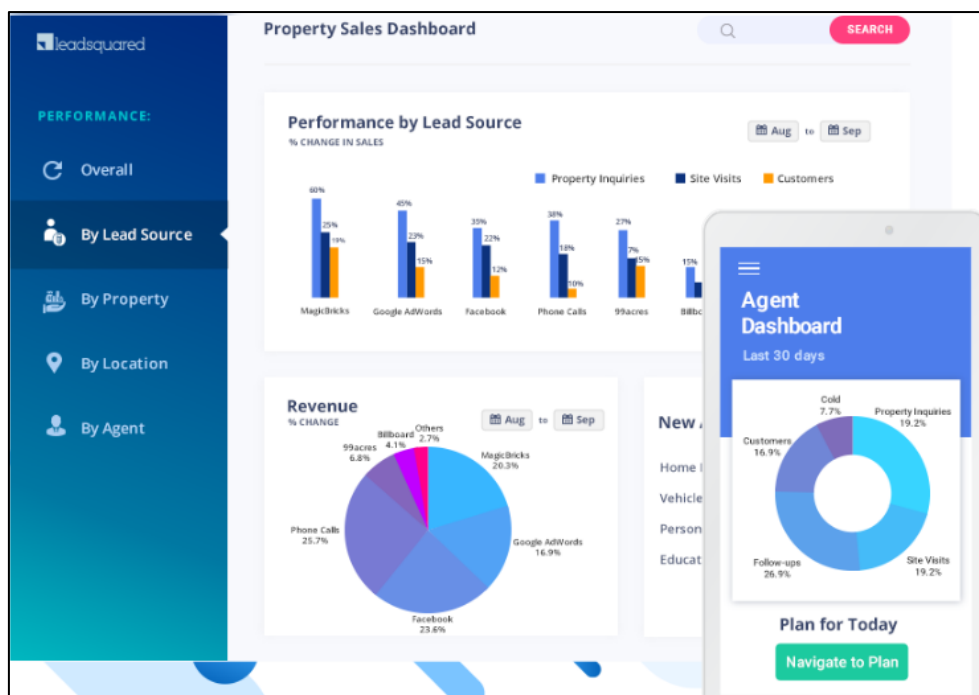 leadsquared
PERFORMANCE:
Overall
By Lead Source
By Property
By Location
By Agent
Property Sales Dashboard
SEARCH
Performance by Lead Source
% CHANGE IN SALES
Aug to Sep
Property Inquiries Site Visits Customers
60% 25% 19%
45% 23% 15%
35% 22% 12%
38% 18% 10%
27% 7% 15%
15%
MagicBricks Google AdWords Facebook Phone Calls 99acres Billbo
Revenue
% CHANGE
Aug to Sep
Others
2.7%
Billboard
4.1%
99acres
6.8%
MagicBricks
20.3%
Phone Calls
25.7%
Google AdWords
16.9%
Facebook
23.6%
New
Home
Vehicle
Person
Educat
Agent
Dashboard
Last 30 days
Cold
7.7%
Property Inquiries
19.2%
Customers
16.9%
Follow-ups
26.9%
Site Visits
19.2%
Plan for Today
Navigate to Plan